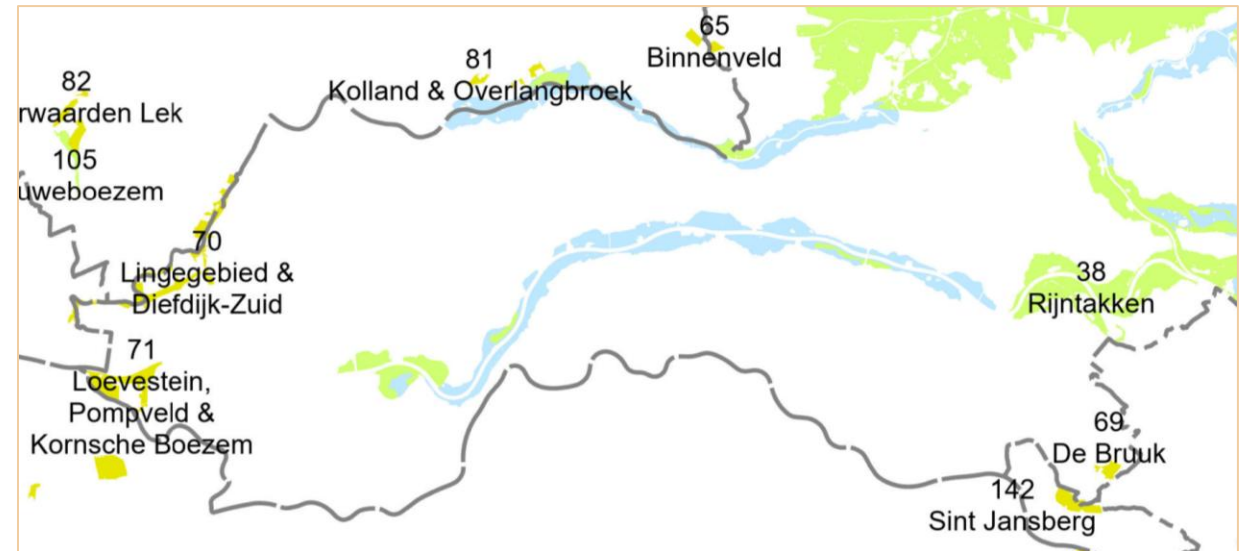 65
Binnenveld
81
Kolland & Overlangbroek
82
rwaarden Lek
105
uweboezem
70
Lingegebied &
Diefdijk-Zuid
38
Rijntakken
71
Loevestein,
Pompveld &
Kornsche Boezem
69
De Bruuk
142
Sint Jansberg